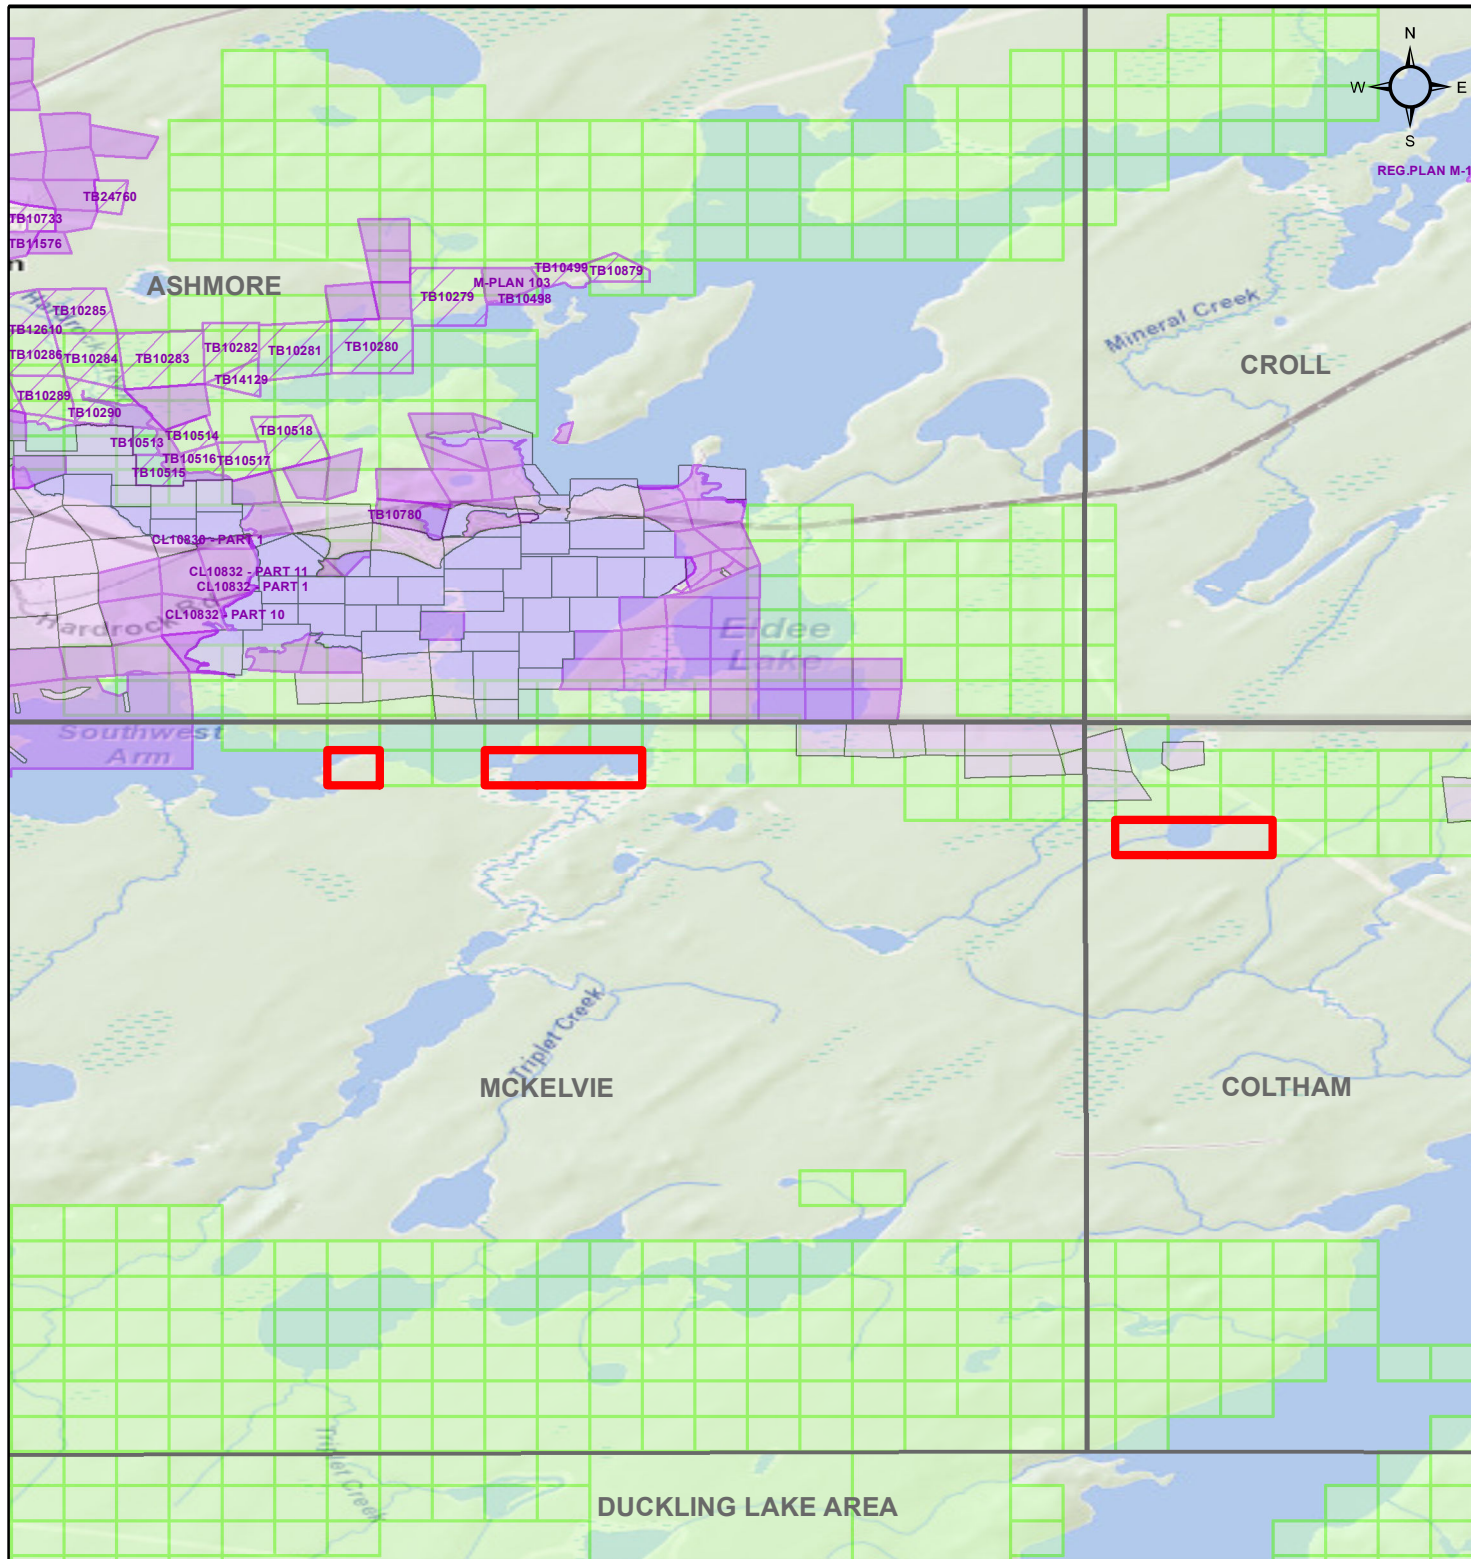 N
W E
S
REG.PLAN M-1
TB24760
TB10733
TB11576
n
ASHMORE
TB10499
TB10879
M-PLAN 103
TB10279
TB10498
Mineral Creek
CROLL
TB10285
TB12610
TB10286
TB10284
TB10283
TB10282
TB10281
TB10280
TB14129
TB10289
TB10290
TB10518
TB10514
TB10513
TB10516
TB10517
TB10515
TB10780
CL10830 - PART 1
CL10832 - PART 11
CL10832 - PART 1
CL10832 - PART 10
Hardrock Rd
Eldee
Lake
Southwest
Arm
Triplet Creek
MCKELVIE
COLTHAM
Triplet Creek
DUCKLING LAKE AREA